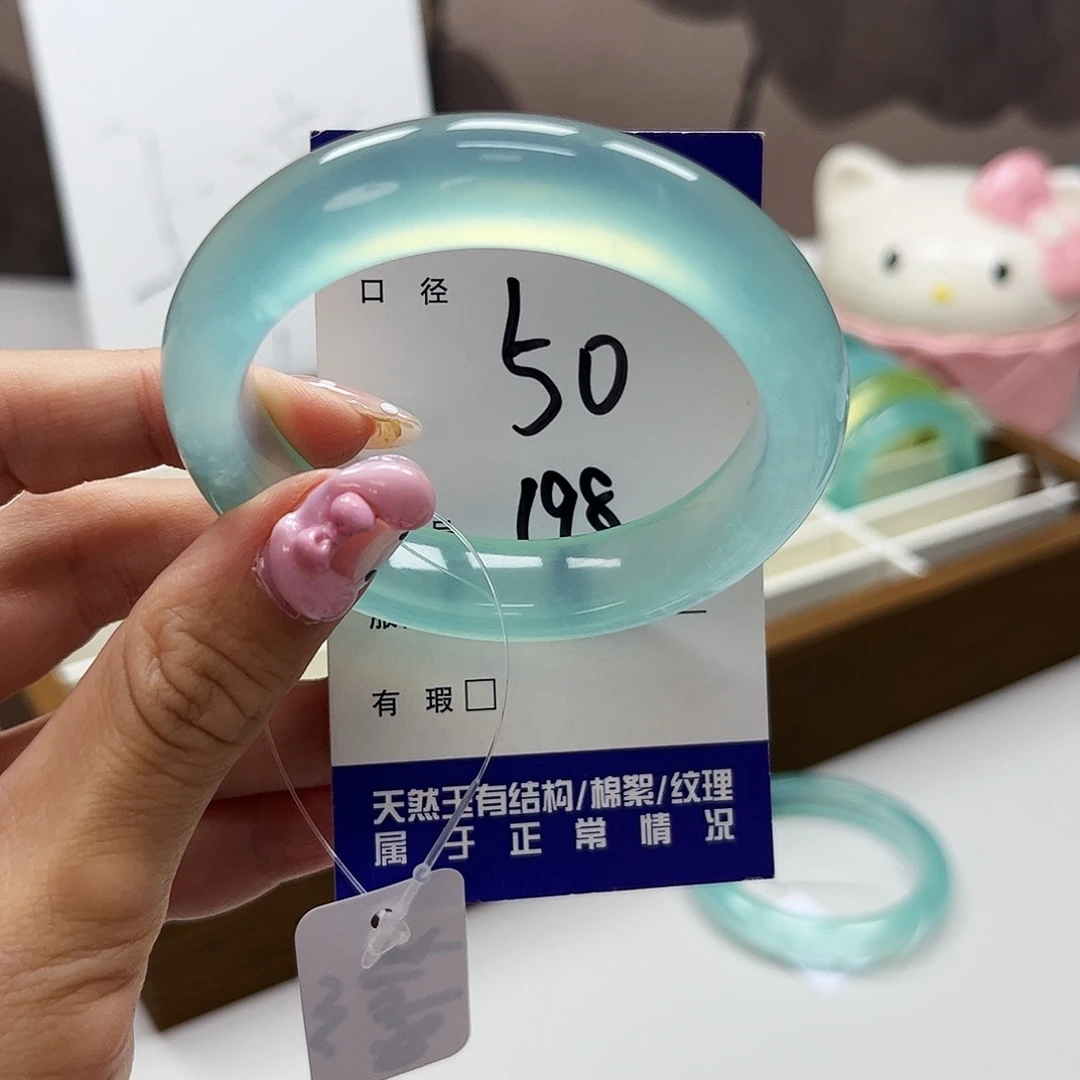 口 径
50
198
有 瑕 □
天然玉有结构/棉絮/纹理
属 于 正 常 情 况